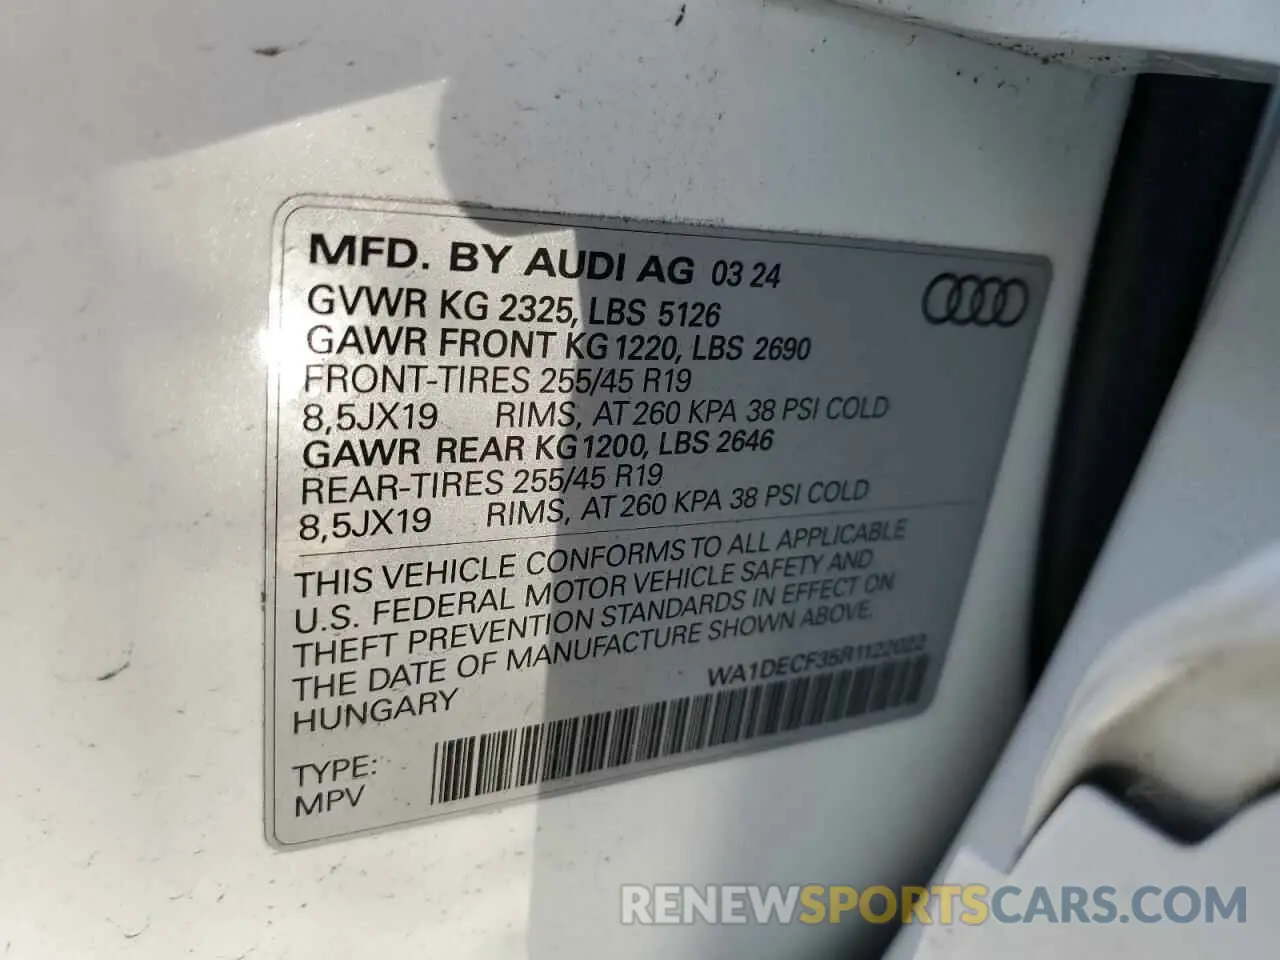 MFD. BY AUDI AG 03 24
GVWR KG 2325, LBS 5126
GAWR FRONT KG 1220, LBS 2690
FRONT-TIRES 255/45 R19
8,5JX19 RIMS, AT 260 KPA 38 PSI COLD
GAWR REAR KG 1200, LBS 2646
REAR-TIRES 255/45 R19
8,5JX19 RIMS, AT 260 KPA 38 PSI COLD
THIS VEHICLE CONFORMS TO ALL APPLICABLE
U.S. FEDERAL MOTOR VEHICLE SAFETY AND
THEFT PREVENTION STANDARDS IN EFFECT ON
THE DATE OF MANUFACTURE SHOWN ABOVE.
HUNGARY
WA1DECF35R1122022
TYPE:
MPV
RENEWSPORTSCARS.COM